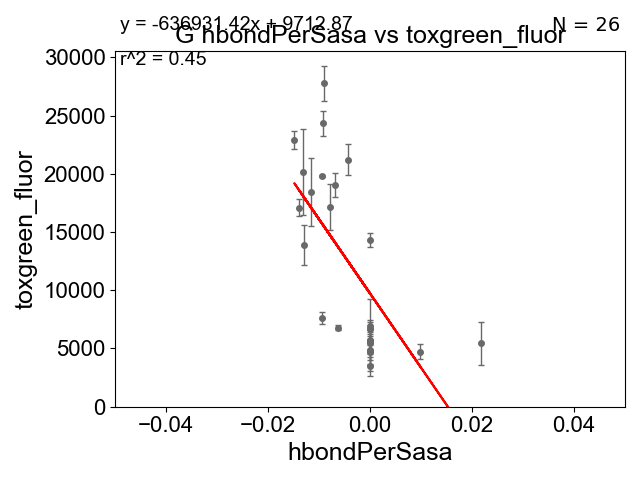 y = -636931.42x + 9712.87
N = 26
G hbondPerSasa vs toxgreen_fluor
r^2 = 0.45
30000
25000
20000
15000
10000
5000
0
toxgreen_fluor
−0.04 −0.02 0.00 0.02 0.04
hbondPerSasa